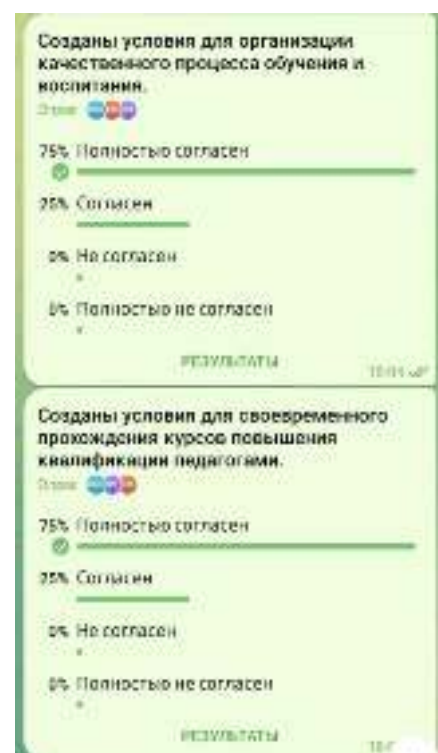 Созданы условия для организации
качественного процесса обучения и
воспитания.
Опрос
75% Полностью согласен
25% Согласен
0% Не согласен
0% Полностью не согласен
РЕЗУЛЬТАТЫ
Созданы условия для своевременного
прохождения курсов повышения
квалификации педагогами.
Опрос
75% Полностью согласен
25% Согласен
0% Не согласен
0% Полностью не согласен
РЕЗУЛЬТАТЫ